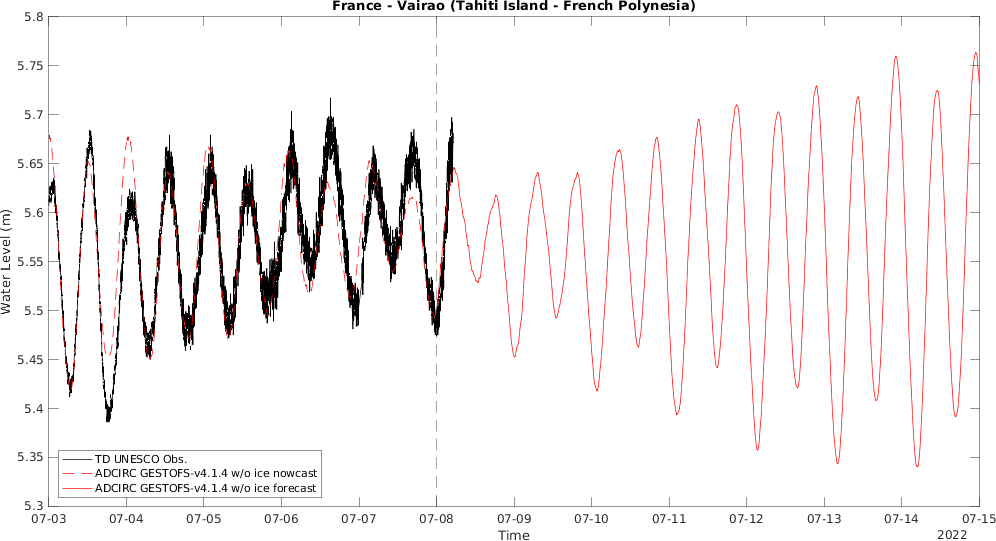 France - Vairao (Tahiti Island - French Polynesia)
5.8
5.75
5.7
5.65
5.6
5.55
5.5
5.45
5.4
5.35
5.3
Water Level (m)
TD UNESCO Obs.
ADCIRC GESTOFS-v4.1.4 w/o ice nowcast
ADCIRC GESTOFS-v4.1.4 w/o ice forecast
07-03 07-04 07-05 07-06 07-07 07-08 07-09 07-10 07-11 07-12 07-13 07-14 07-15
Time
2022